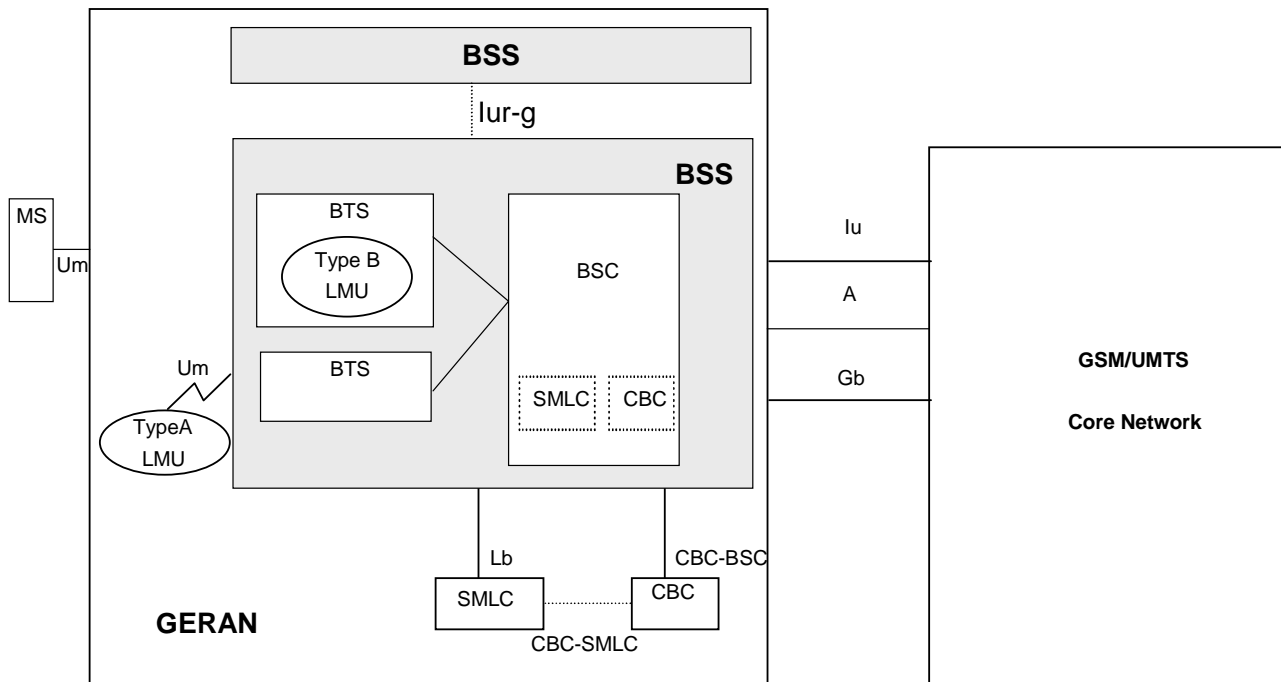 BSS
Iur-g
BSS
MS
Um
BTS
Type B
LMU
BSC
Iu
A
Gb
Um
BTS
SMLC
CBC
TypeA
LMU
GSM/UMTS
Core Network
Lb
CBC-BSC
SMLC
CBC
CBC-SMLC
GERAN